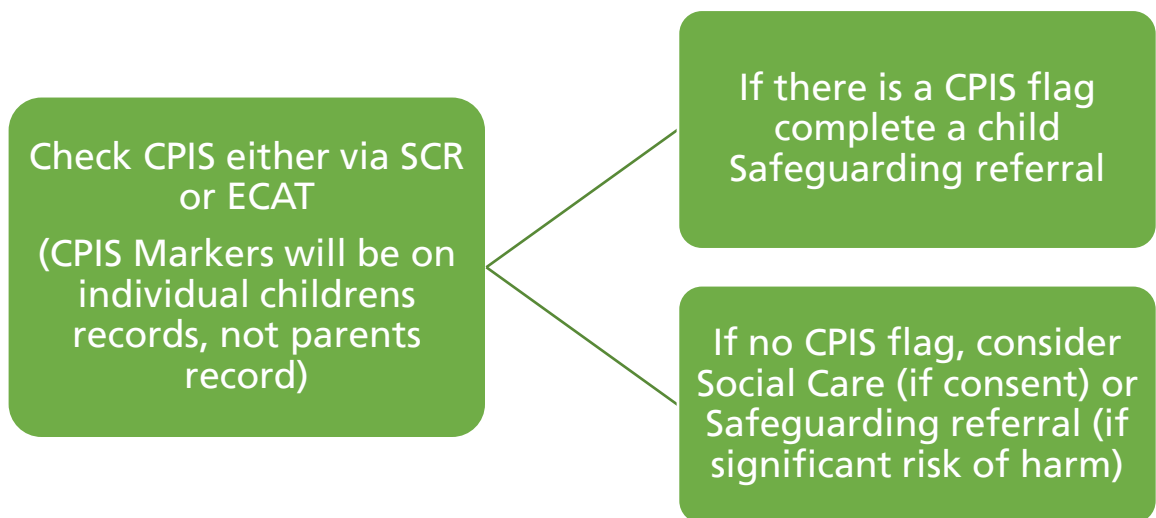 Check CPIS either via SCR
or ECAT
(CPIS Markers will be on
individual childrens
records, not parents
record)
If there is a CPIS flag
complete a child
Safeguarding referral
If no CPIS flag, consider
Social Care (if consent) or
Safeguarding referral (if
significant risk of harm)